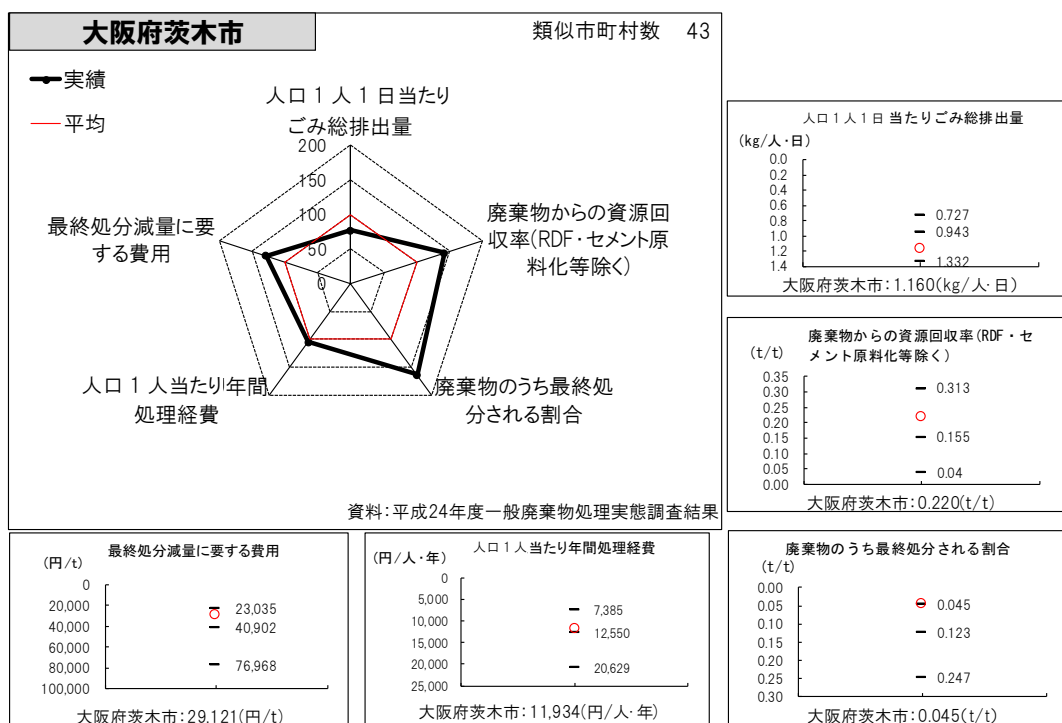 大阪府茨木市
類似市町村数 43
実績
平均
人口１人１日当たり
ごみ総排出量
200
150
100
50
0
廃棄物からの資源回
収率(RDF・セメント原
料化等除く)
廃棄物のうち最終処
分される割合
人口１人当たり年間
処理経費
最終処分減量に要
する費用
資料：平成24年度一般廃棄物処理実態調査結果
人口１人１日当たりごみ総排出量
(kg/人・日)
0.0
0.2
0.4
0.6
0.8
1.0
1.2
1.4
0.727
0.943
1.332
大阪府茨木市：1.160(kg/人・日)
廃棄物からの資源回収率(RDF・セ
メント原料化等除く)
(t/t)
0.35
0.30
0.25
0.20
0.15
0.10
0.05
0.00
0.313
0.155
0.04
大阪府茨木市：0.220(t/t)
最終処分減量に要する費用
(円/t)
0
20,000
40,000
60,000
80,000
100,000
23,035
40,902
76,968
大阪府茨木市：29,121(円/t)
人口１人当たり年間処理経費
(円/人・年)
0
5,000
10,000
15,000
20,000
25,000
7,385
12,550
20,629
大阪府茨木市：11,934(円/人・年)
廃棄物のうち最終処分される割合
(t/t)
0.00
0.05
0.10
0.15
0.20
0.25
0.30
0.045
0.123
0.247
大阪府茨木市：0.045(t/t)